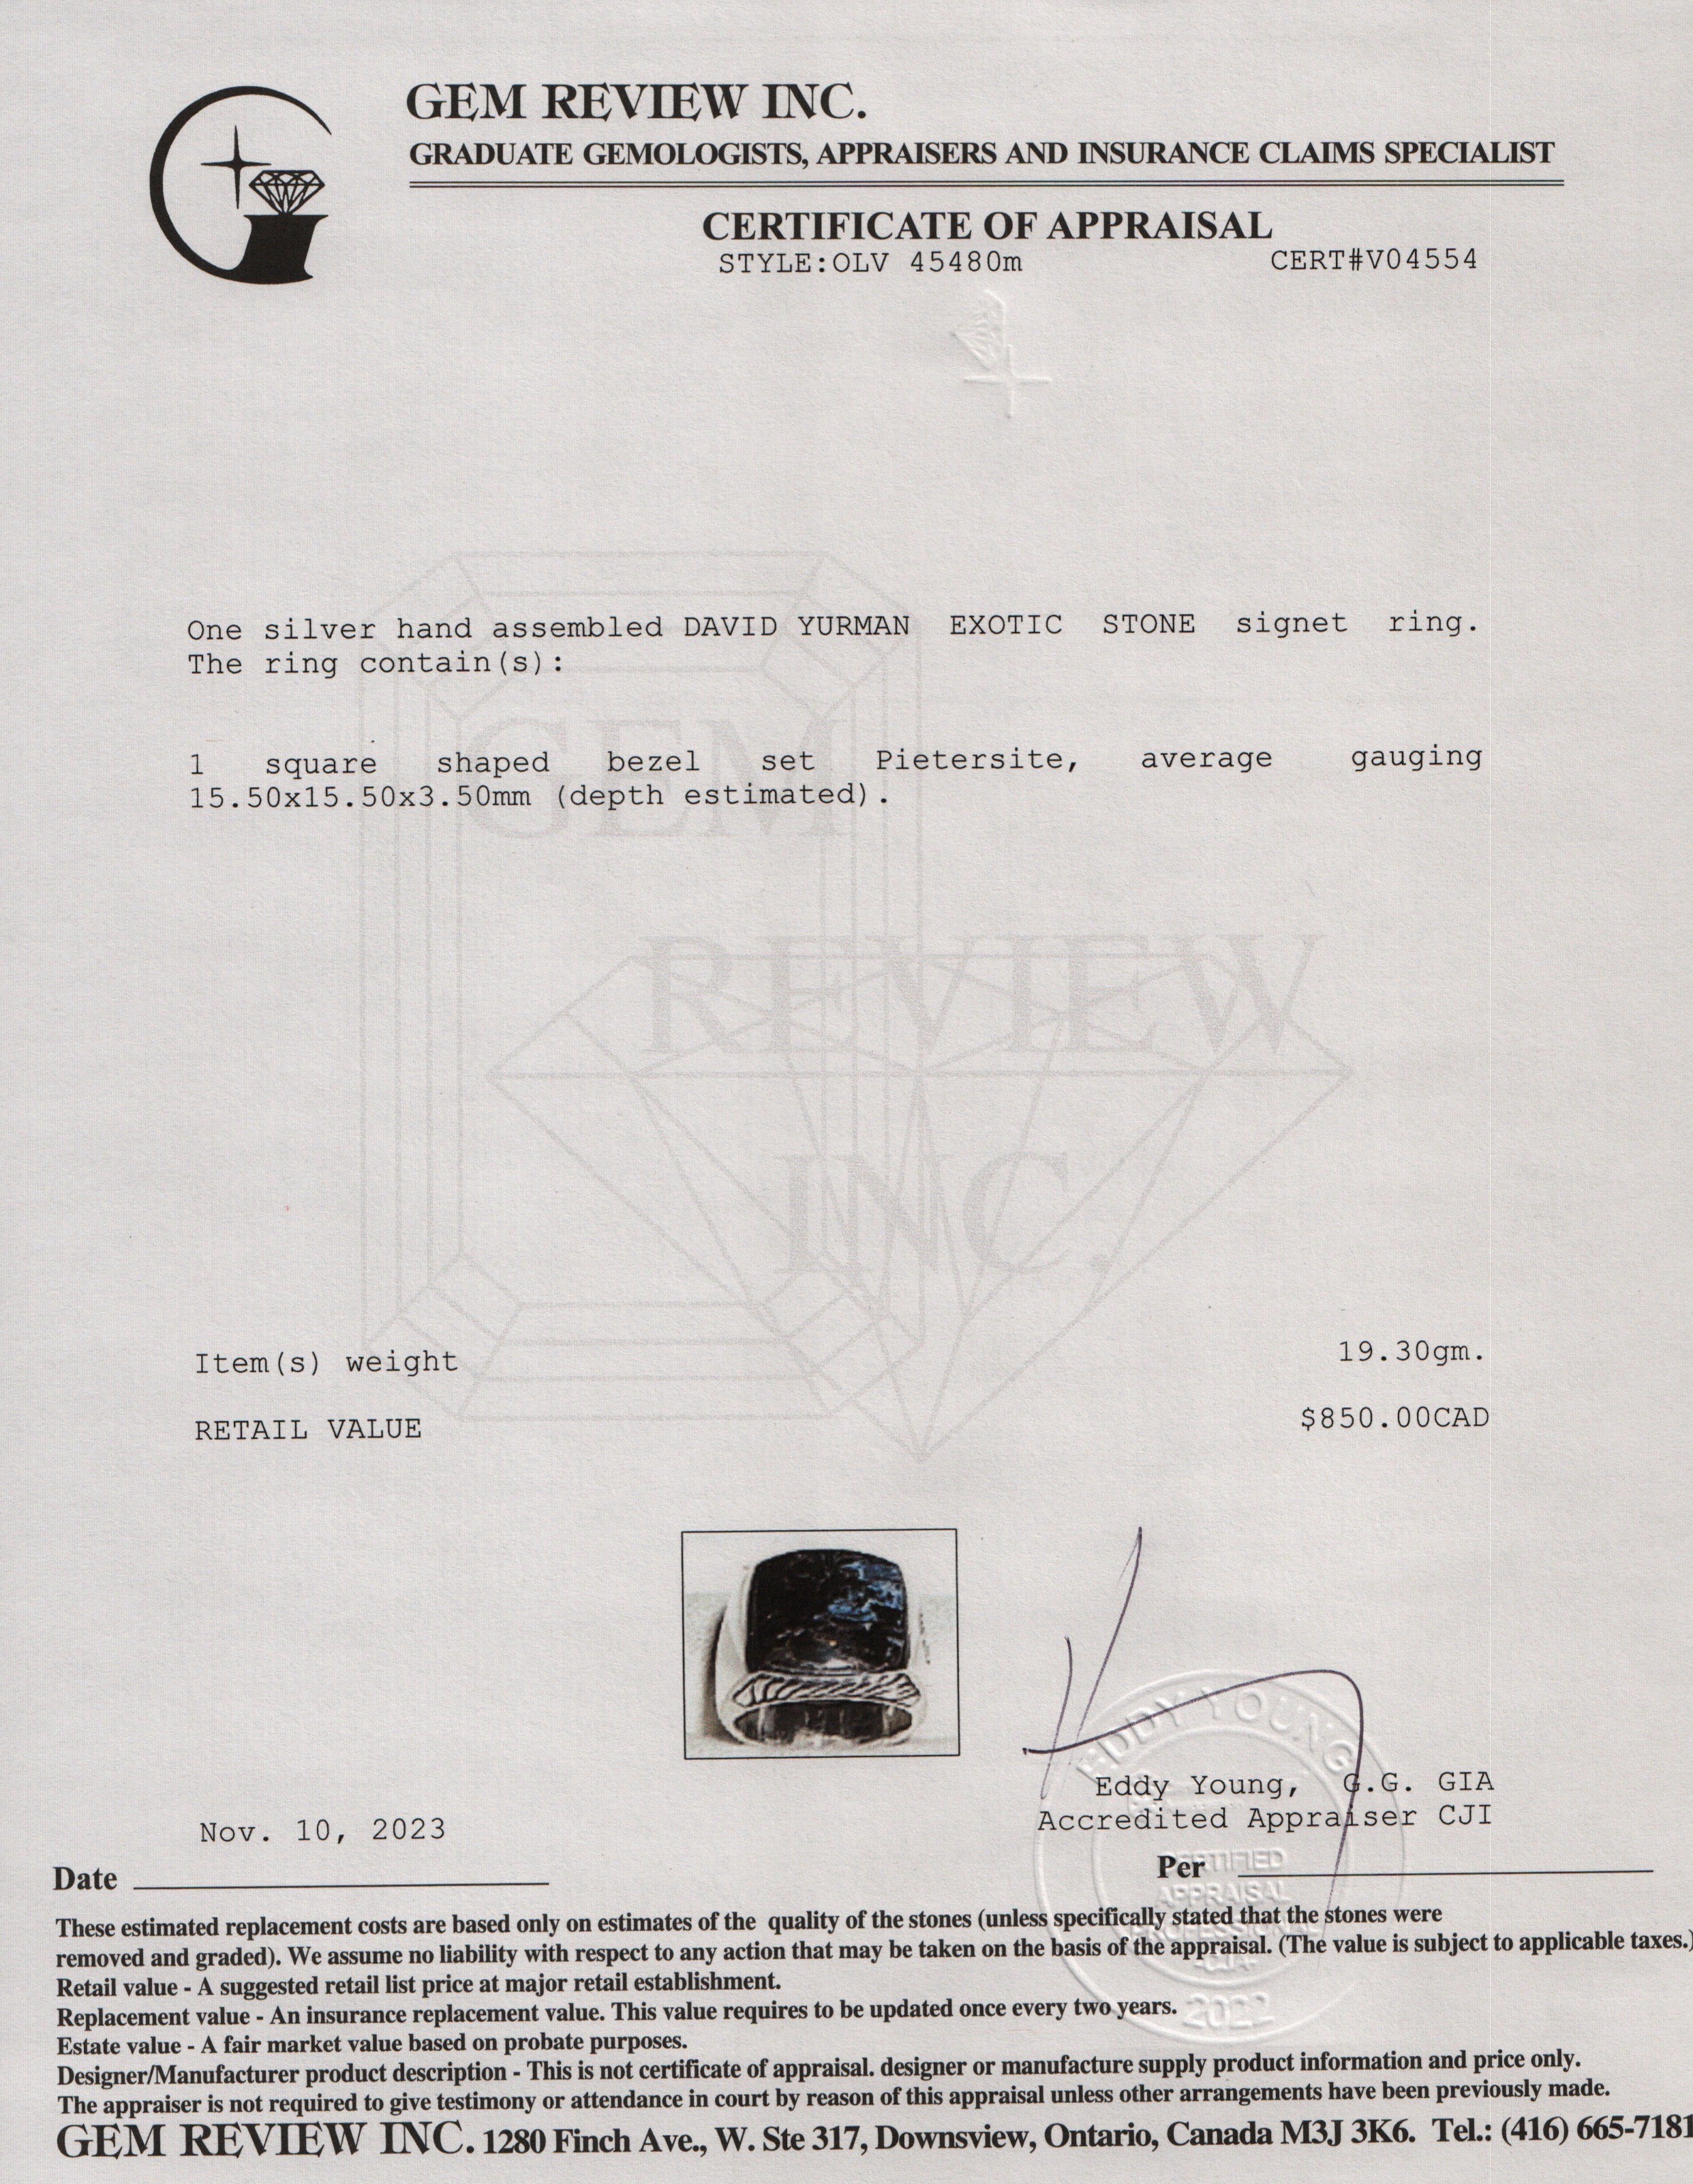 GEM REVIEW INC.
GRADUATE GEMOLOGISTS, APPRAISERS AND INSURANCE CLAIMS SPECIALIST
CERTIFICATE OF APPRAISAL
STYLE:OLV 45480m CERT#V04554
One silver hand assembled DAVID YURMAN EXOTIC STONE signet ring.
The ring contain(s):
1 square shaped bezel set Pietersite, average gauging
15.50x15.50x3.50mm (depth estimated).
GEM
REVIEW
INC.
Item(s) weight 19.30gm.
RETAIL VALUE $850.00CAD
EDDY YOUNG
Eddy Young, G.G. GIA
Accredited Appraiser CJI
Nov. 10, 2023
Date
Per
CERTIFIED
APPRAISAL
PROFESSIONAL
2022
These estimated replacement costs are based only on estimates of the quality of the stones (unless specifically stated that the stones were
removed and graded). We assume no liability with respect to any action that may be taken on the basis of the appraisal. (The value is subject to applicable taxes.)
Retail value - A suggested retail list price at major retail establishment.
Replacement value - An insurance replacement value. This value requires to be updated once every two years.
Estate value - A fair market value based on probate purposes.
Designer/Manufacturer product description - This is not certificate of appraisal. designer or manufacture supply product information and price only.
The appraiser is not required to give testimony or attendance in court by reason of this appraisal unless other arrangements have been previously made.
GEM REVIEW INC. 1280 Finch Ave., W. Ste 317, Downsview, Ontario, Canada M3J 3K6. Tel.: (416) 665-7181